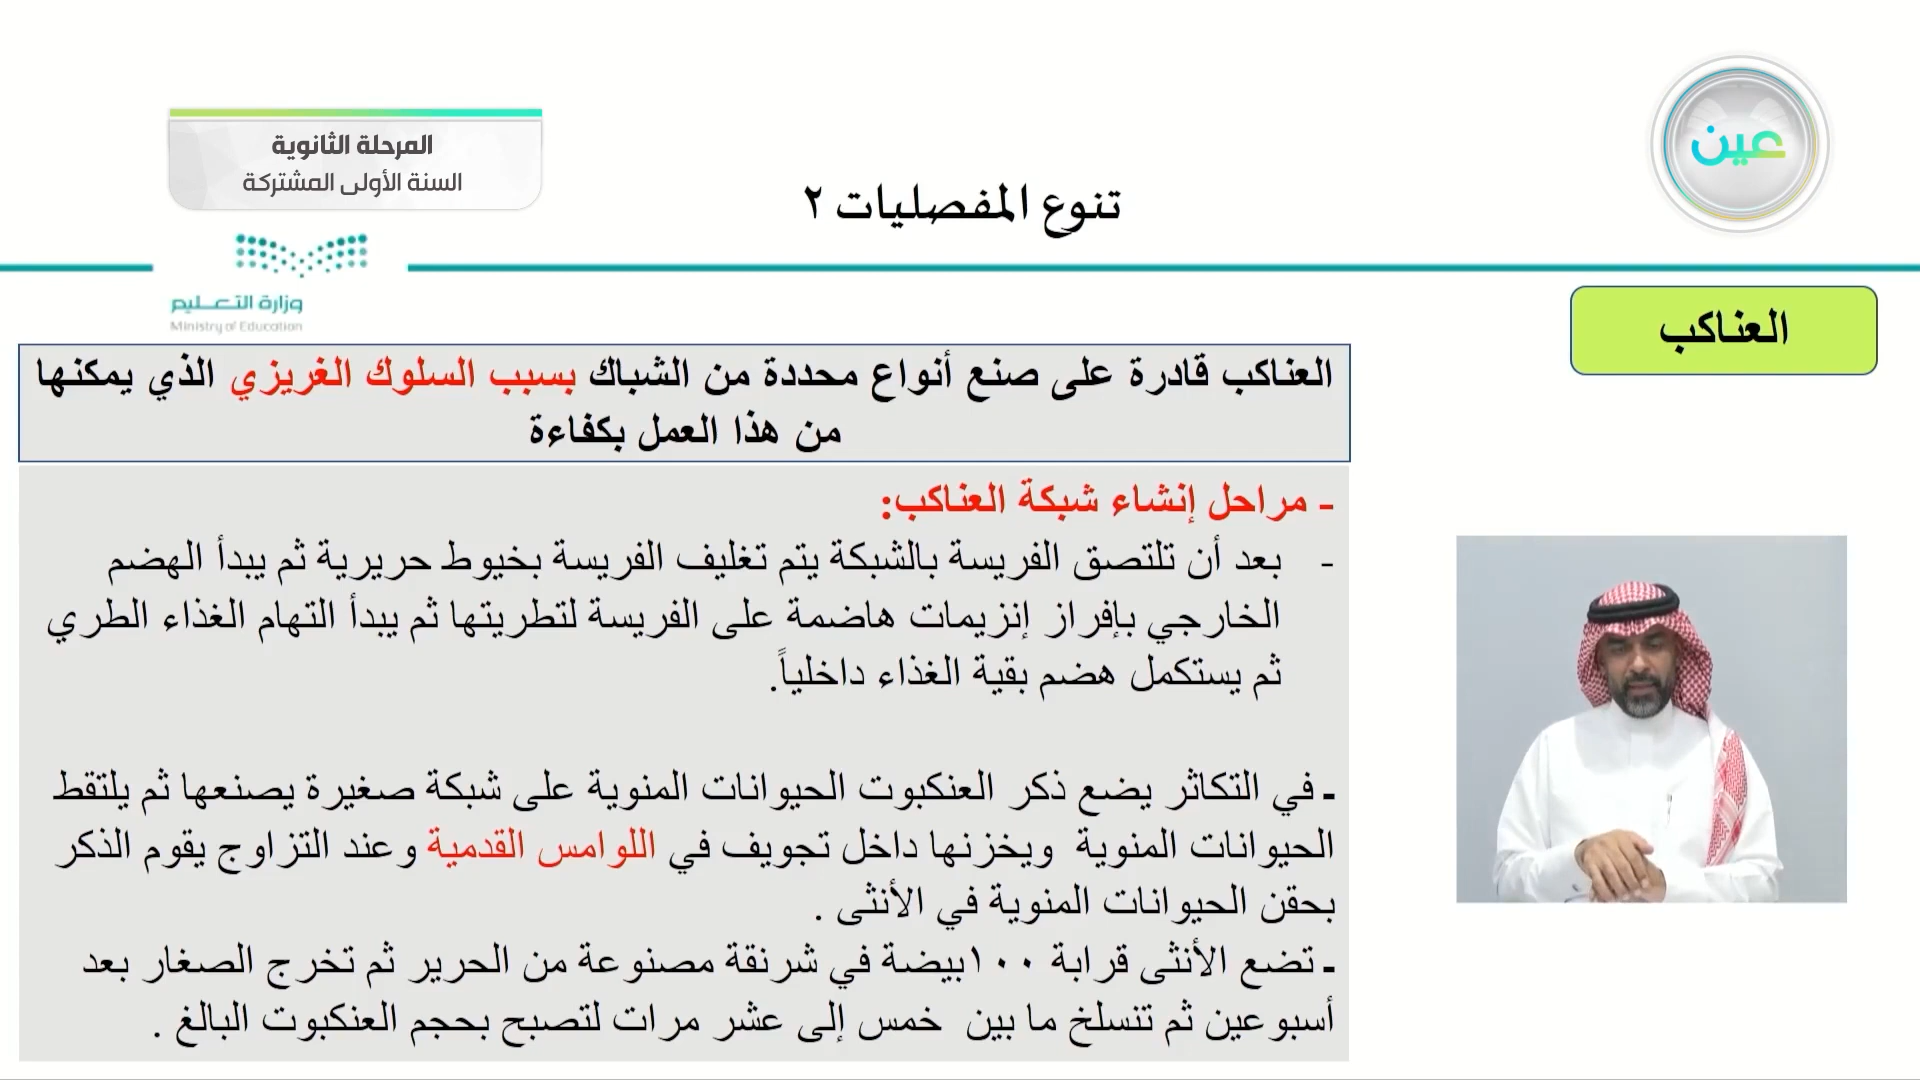 المرحلة الثانوية
السنة الأولى المشتركة
عين
تنوع المفصليات ٢
وزارة التعليم
Ministry of Education
العناكب
العناكب قادرة على صنع أنواع محددة من الشباك بسبب السلوك الغريزي الذي يمكنها
من هذا العمل بكفاءة
- مراحل إنشاء شبكة العناكب:
- بعد أن تلتصق الفريسة بالشبكة يتم تغليف الفريسة بخيوط حريرية ثم يبدأ الهضم
الخارجي بإفراز إنزيمات هاضمة على الفريسة لتطريتها ثم يبدأ التهام الغذاء الطري
ثم يستكمل هضم بقية الغذاء داخلياً.
- في التكاثر يضع ذكر العنكبوت الحيوانات المنوية على شبكة صغيرة يصنعها ثم يلتقط
الحيوانات المنوية ويخزنها داخل تجويف في اللوامس القدمية وعند التزاوج يقوم الذكر
بحقن الحيوانات المنوية في الأنثى .
- تضع الأنثى قرابة ١٠٠بيضة في شرنقة مصنوعة من الحرير ثم تخرج الصغار بعد
أسبوعين ثم تنسلخ ما بين خمس إلى عشر مرات لتصبح بحجم العنكبوت البالغ .